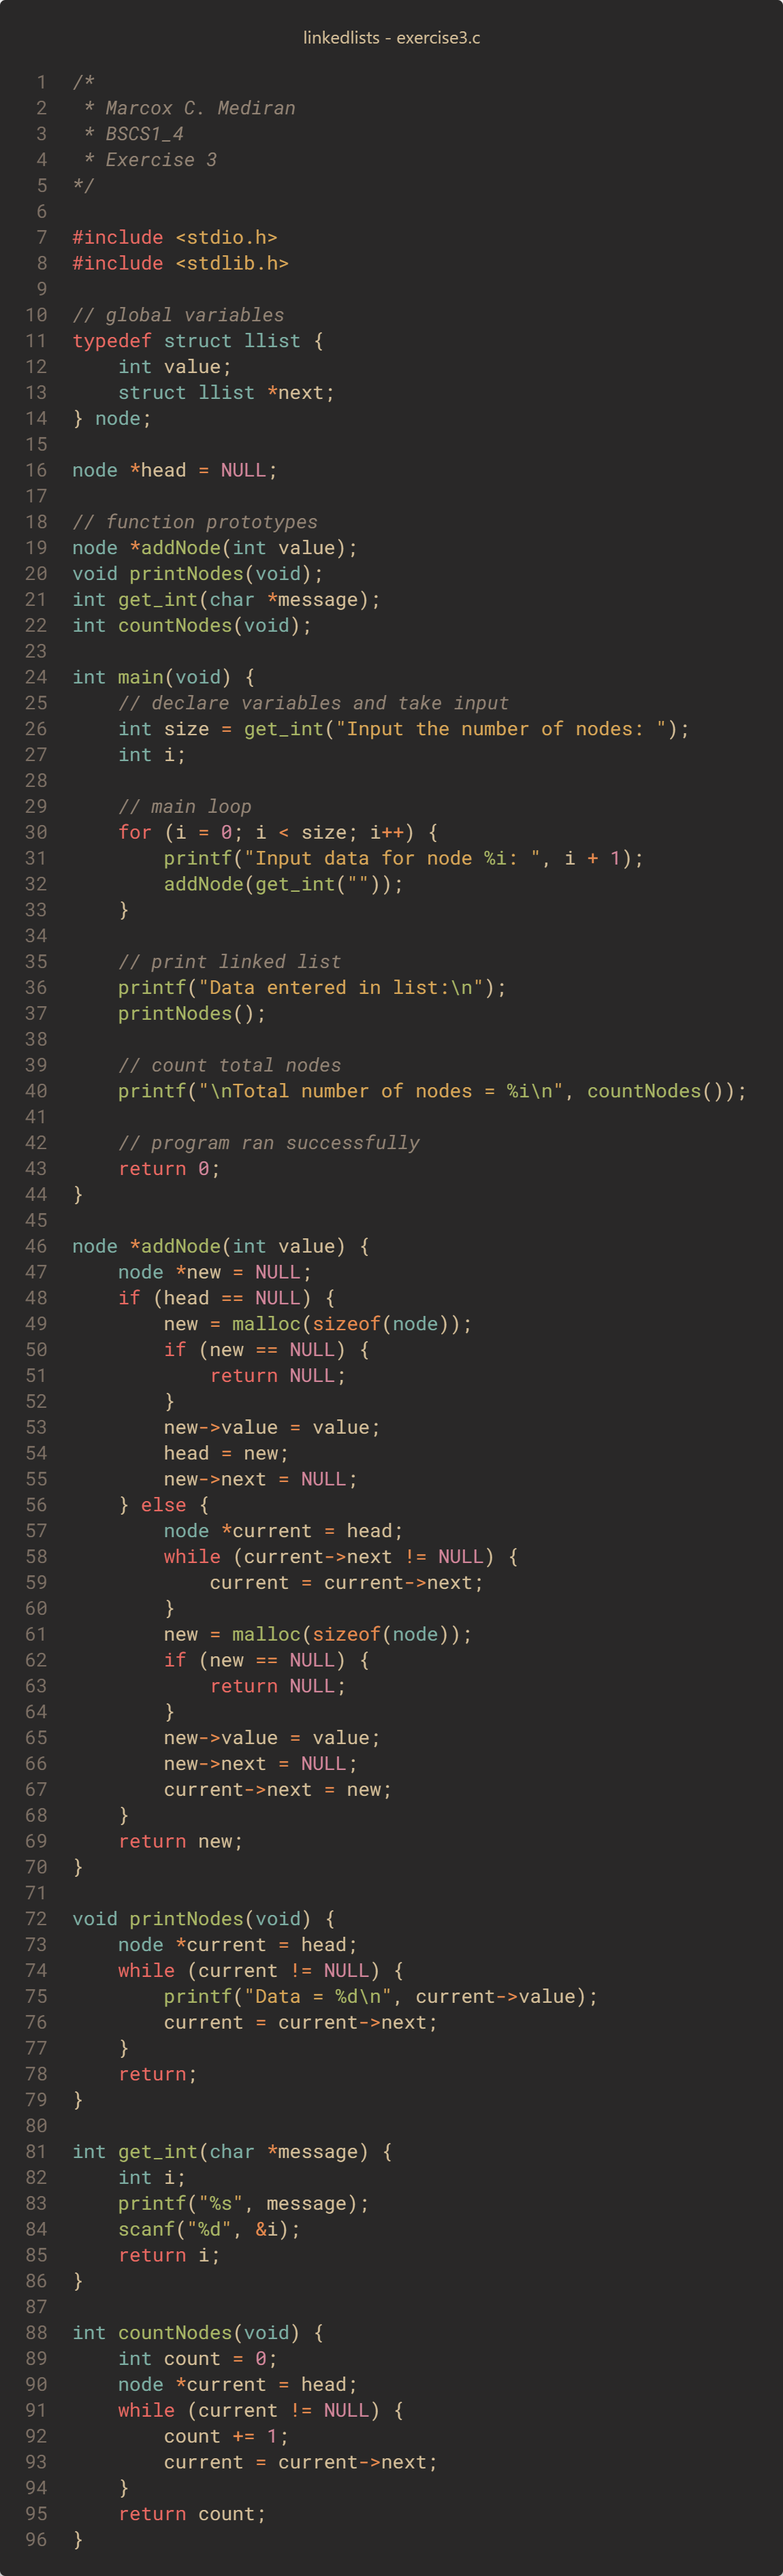 linkedlists - exercise3.c
1 /*
2  * Marcox C. Mediran
3  * BSCS1_4
4  * Exercise 3
5 */
6
7 #include <stdio.h>
8 #include <stdlib.h>
9
10 // global variables
11 typedef struct llist {
12     int value;
13     struct llist *next;
14 } node;
15
16 node *head = NULL;
17
18 // function prototypes
19 node *addNode(int value);
20 void printNodes(void);
21 int get_int(char *message);
22 int countNodes(void);
23
24 int main(void) {
25     // declare variables and take input
26     int size = get_int("Input the number of nodes: ");
27     int i;
28
29     // main loop
30     for (i = 0; i < size; i++) {
31         printf("Input data for node %i: ", i + 1);
32         addNode(get_int(""));
33     }
34
35     // print linked list
36     printf("Data entered in list:\n");
37     printNodes();
38
39     // count total nodes
40     printf("\nTotal number of nodes = %i\n", countNodes());
41
42     // program ran successfully
43     return 0;
44 }
45
46 node *addNode(int value) {
47     node *new = NULL;
48     if (head == NULL) {
49         new = malloc(sizeof(node));
50         if (new == NULL) {
51             return NULL;
52         }
53         new->value = value;
54         head = new;
55         new->next = NULL;
56     } else {
57         node *current = head;
58         while (current->next != NULL) {
59             current = current->next;
60         }
61         new = malloc(sizeof(node));
62         if (new == NULL) {
63             return NULL;
64         }
65         new->value = value;
66         new->next = NULL;
67         current->next = new;
68     }
69     return new;
70 }
71
72 void printNodes(void) {
73     node *current = head;
74     while (current != NULL) {
75         printf("Data = %d\n", current->value);
76         current = current->next;
77     }
78     return;
79 }
80
81 int get_int(char *message) {
82     int i;
83     printf("%s", message);
84     scanf("%d", &i);
85     return i;
86 }
87
88 int countNodes(void) {
89     int count = 0;
90     node *current = head;
91     while (current != NULL) {
92         count += 1;
93         current = current->next;
94     }
95     return count;
96 }